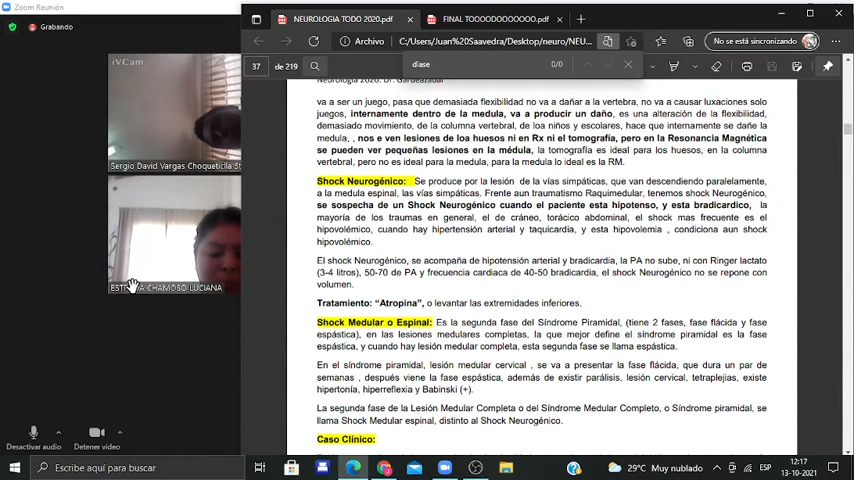 Zoom Reunión
Grabando
iVCam
Sergio David Vargas Choqueticlla 5t
Desactivar audio
Detener video
NEUROLOGIA TODO 2020.pdf
FINAL TOOOOOOOOOOO.pdf
Archivo
C:/Users/Juan%20Saavedra/Desktop/neuro/NEU...
No se está sincronizando
37 de 219
diase
0/0
Neurología 2020. Dr. Gardeazabar
va a ser un juego, pasa que demasiada flexibilidad no va a dañar a la vertebra, no va a causar luxaciones solo
juegos, internamente dentro de la medula, va a producir un daño, es una alteración de la flexibilidad,
demasiado movimiento, de la columna vertebral, de loa niños y escolares, hace que internamente se dañe la
medula, , nos e ven lesiones de loa huesos ni en Rx ni el tomografía, pero en la Resonancia Magnética
se pueden ver pequeñas lesiones en la médula, la tomografía es ideal para los huesos, en la columna
vertebral, pero no es ideal para la medula, para la medula lo ideal es la RM.
Shock Neurogénico: Se produce por la lesión de la vías simpáticas, que van descendiendo paralelamente,
a la medula espinal, las vías simpáticas. Frente aun traumatismo Raquimedular, tenemos shock Neurogénico,
se sospecha de un Shock Neurogénico cuando el paciente esta hipotenso, y esta bradicardico, la
mayoría de los traumas en general, el de cráneo, torácico abdominal, el shock mas frecuente es el
hipovolémico, cuando hay hipertensión arterial y taquicardia, y esta hipovolemia , condiciona aun shock
hipovolémico.
El shock Neurogénico, se acompaña de hipotensión arterial y bradicardia, la PA no sube, ni con Ringer lactato
(3-4 litros), 50-70 de PA y frecuencia cardiaca de 40-50 bradicardia, el shock Neurogénico no se repone con
volumen.
Tratamiento: “Atropina”, o levantar las extremidades inferiores.
Shock Medular o Espinal: Es la segunda fase del Síndrome Piramidal, (tiene 2 fases, fase flácida y fase
espástica), en las lesiones medulares completas, la que mejor define el síndrome piramidal es la fase
espástica, y cuando hay lesión medular completa, esta segunda fase se llama espástica.
En el síndrome piramidal, lesión medular cervical , se va a presentar la fase flácida, que dura un par de
semanas , después viene la fase espástica, además de existir parálisis, lesión cervical, tetraplejias, existe
hipertonía, hiperreflexia y Babinski (+).
La segunda fase de la Lesión Medular Completa o del Síndrome Medular Completo, o Síndrome piramidal, se
llama Shock Medular espinal, distinto al Shock Neurogénico.
Caso Clínico:
CHAMOSO LUCIANA
Escribe aquí para buscar
29°C Muy nublado
ESP
12:17
13-10-2021